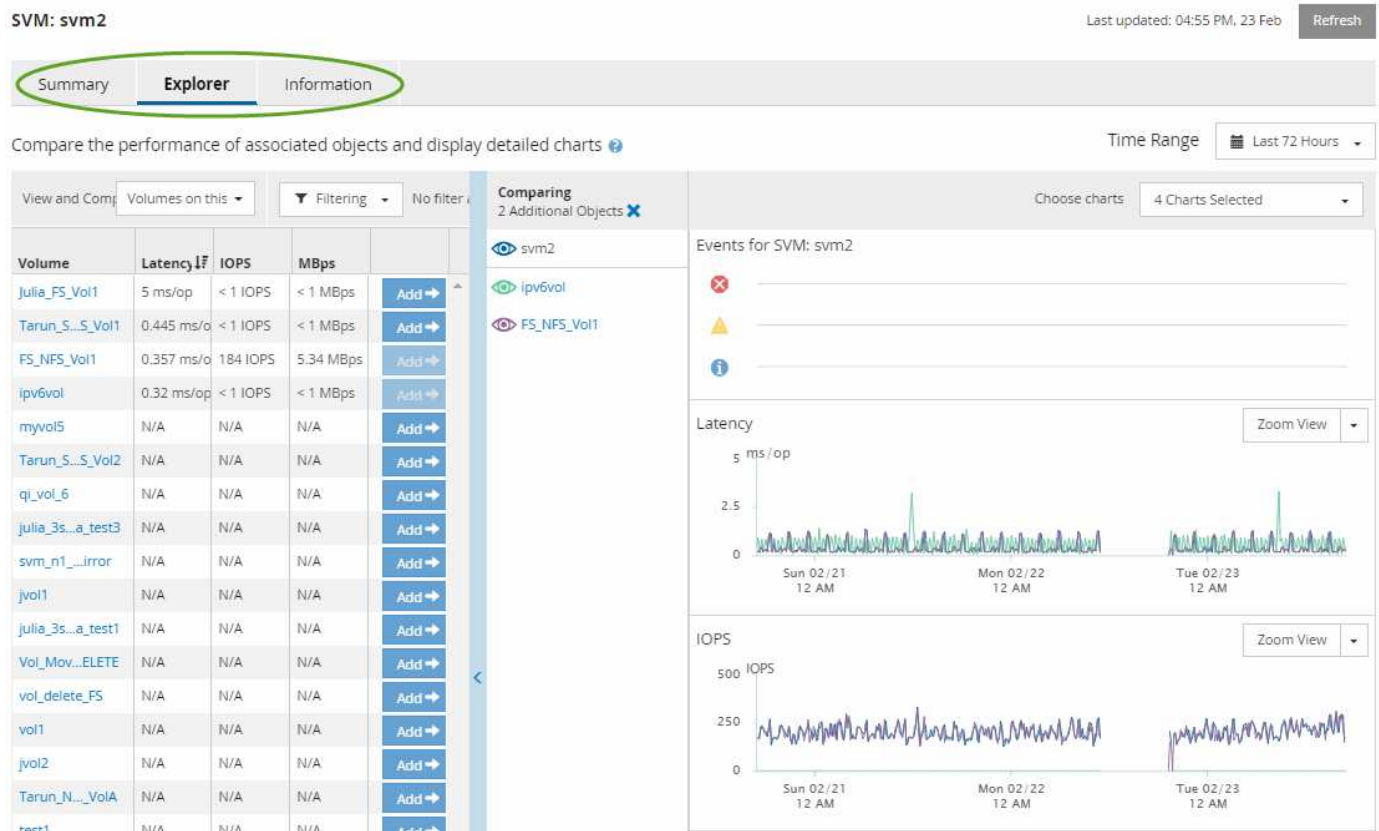 SVM: svm2
Last updated: 04:55 PM, 23 Feb Refresh
Summary Explorer Information
Compare the performance of associated objects and display detailed charts ?
Time Range Last 72 Hours
View and Comp Volumes on this Filtering No filter
Comparing
2 Additional Objects
Choose charts 4 Charts Selected
Volume Latency IOPS MBps
Julia_FS_Vol1 5 ms/op < 1 IOPS < 1 MBps Add
Tarun_S...S_Vol1 0.445 ms/o < 1 IOPS < 1 MBps Add
FS_NFS_Vol1 0.357 ms/o 184 IOPS 5.34 MBps Add
ipv6vol 0.32 ms/op < 1 IOPS < 1 MBps Add
myvol5 N/A N/A N/A Add
Tarun_S...S_Vol2 N/A N/A N/A Add
qi_vol_6 N/A N/A N/A Add
julia_3s...a_test3 N/A N/A N/A Add
svm_n1_...irror N/A N/A N/A Add
jvol1 N/A N/A N/A Add
julia_3s...a_test1 N/A N/A N/A Add
Vol_Mov...ELETE N/A N/A N/A Add
vol_delete_FS N/A N/A N/A Add
vol1 N/A N/A N/A Add
jvol2 N/A N/A N/A Add
Tarun_N..._VolA N/A N/A N/A Add
test1 N/A N/A N/A Add
svm2
ipv6vol
FS_NFS_Vol1
Events for SVM: svm2
Latency Zoom View
5 ms/op
2.5
0
Sun 02/21 Mon 02/22 Tue 02/23
12 AM 12 AM 12 AM
IOPS Zoom View
500 IOPS
250
0
Sun 02/21 Mon 02/22 Tue 02/23
12 AM 12 AM 12 AM